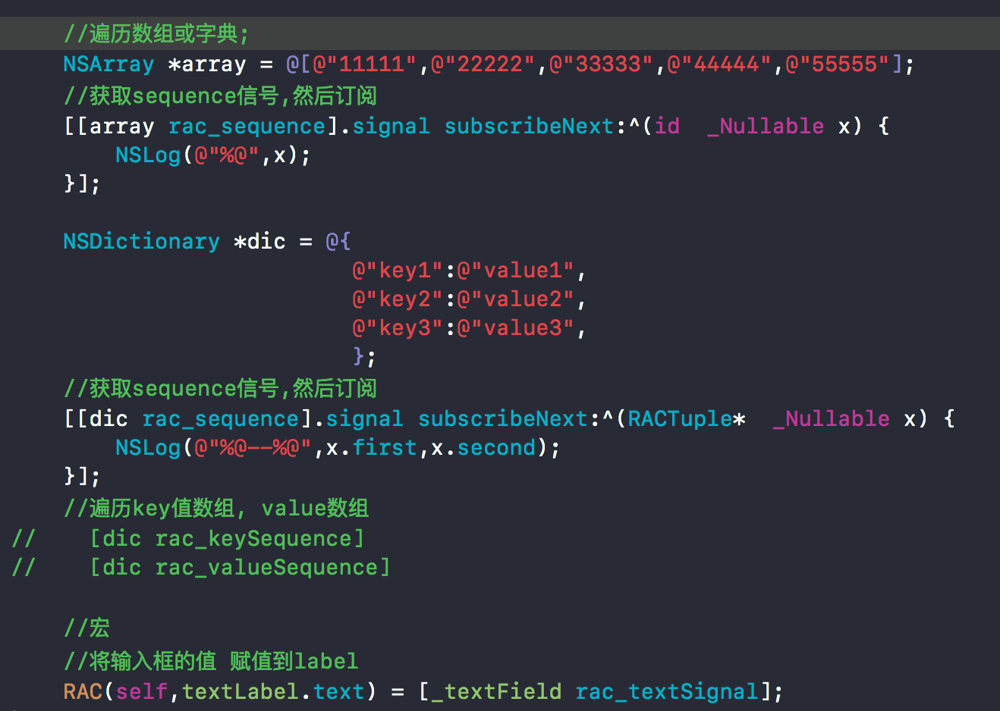 //遍历数组或字典;
NSArray *array = @[@"11111",@"22222",@"33333",@"44444",@"55555"];
//获取sequence信号,然后订阅
[[array rac_sequence].signal subscribeNext:^(id  _Nullable x) {
    NSLog(@"%@",x);
}];
NSDictionary *dic = @{
                      @"key1":@"value1",
                      @"key2":@"value2",
                      @"key3":@"value3",
                      };
//获取sequence信号,然后订阅
[[dic rac_sequence].signal subscribeNext:^(RACTuple*  _Nullable x) {
    NSLog(@"%@--%@",x.first,x.second);
}];
//遍历key值数组, value数组
//    [dic rac_keySequence]
//    [dic rac_valueSequence]
//宏
//将输入框的值 赋值到label
RAC(self,textLabel.text) = [_textField rac_textSignal];